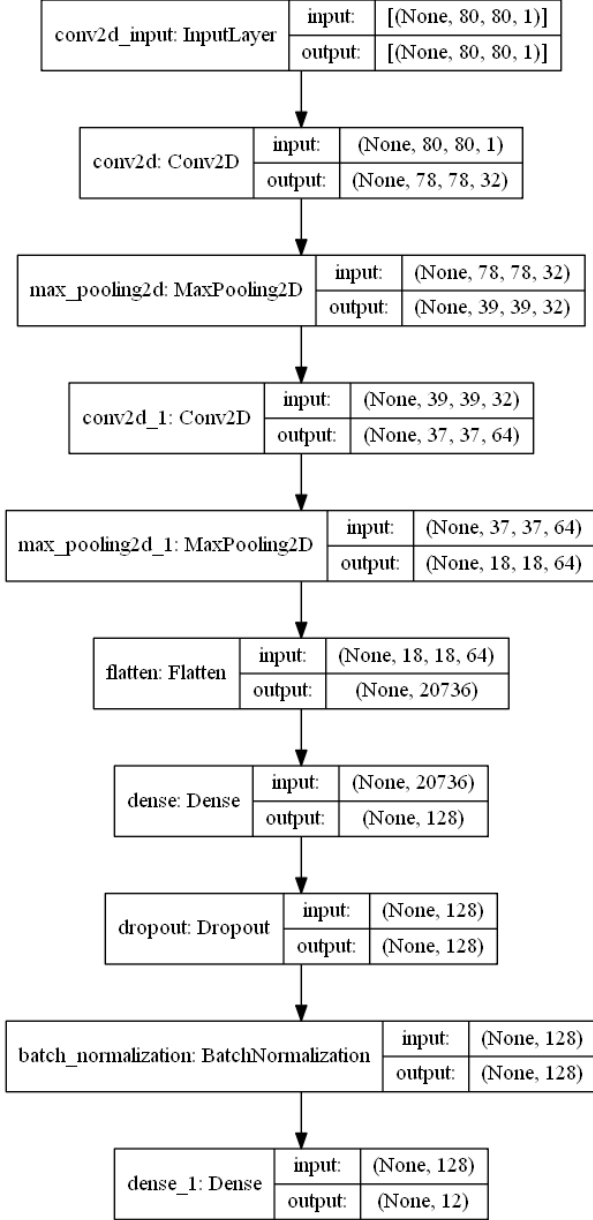 conv2d_input: InputLayer
input: [(None, 80, 80, 1)]
output: [(None, 80, 80, 1)]
conv2d: Conv2D
input: (None, 80, 80, 1)
output: (None, 78, 78, 32)
max_pooling2d: MaxPooling2D
input: (None, 78, 78, 32)
output: (None, 39, 39, 32)
conv2d_1: Conv2D
input: (None, 39, 39, 32)
output: (None, 37, 37, 64)
max_pooling2d_1: MaxPooling2D
input: (None, 37, 37, 64)
output: (None, 18, 18, 64)
flatten: Flatten
input: (None, 18, 18, 64)
output: (None, 20736)
dense: Dense
input: (None, 20736)
output: (None, 128)
dropout: Dropout
input: (None, 128)
output: (None, 128)
batch_normalization: BatchNormalization
input: (None, 128)
output: (None, 128)
dense_1: Dense
input: (None, 128)
output: (None, 12)